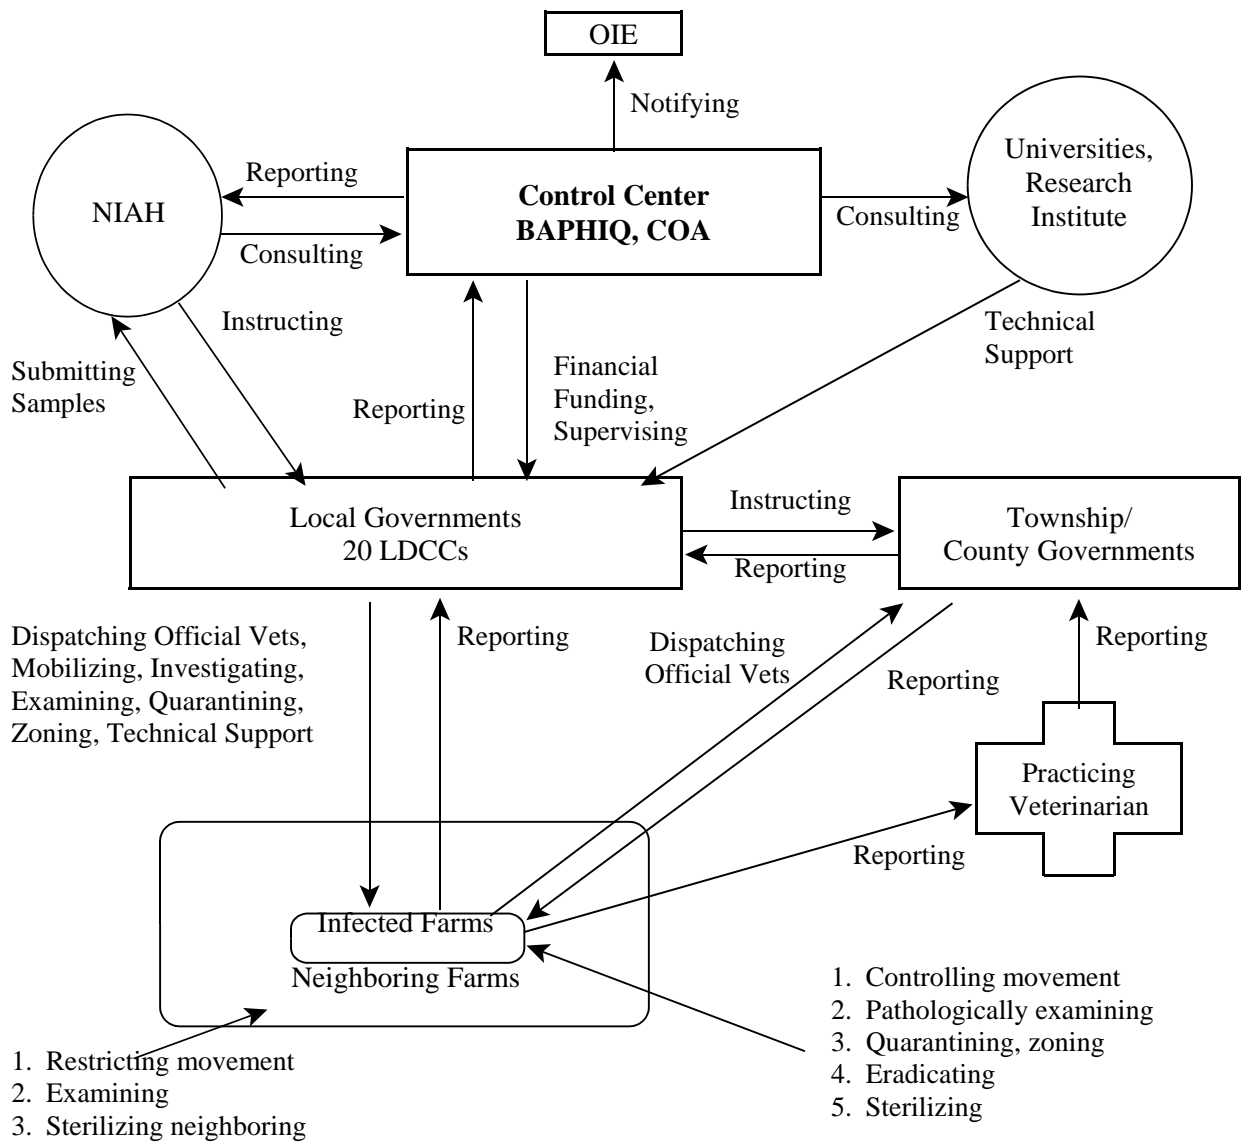 OIE
Notifying
Universities,
Research
Institute
Reporting
Control Center
BAPHIQ, COA
NIAH
Consulting
Consulting
Instructing
Technical
Support
Submitting
Samples
Reporting
Financial
Funding,
Supervising
Local Governments
20 LDCCs
Instructing
Reporting
Township/
County Governments
Dispatching Official Vets,
Mobilizing, Investigating,
Examining, Quarantining,
Zoning, Technical Support
Reporting
Dispatching
Official Vets
Reporting
Reporting
Practicing
Veterinarian
Reporting
Infected Farms
Neighboring Farms
1. Restricting movement
2. Examining
3. Sterilizing neighboring
1. Controlling movement
2. Pathologically examining
3. Quarantining, zoning
4. Eradicating
5. Sterilizing